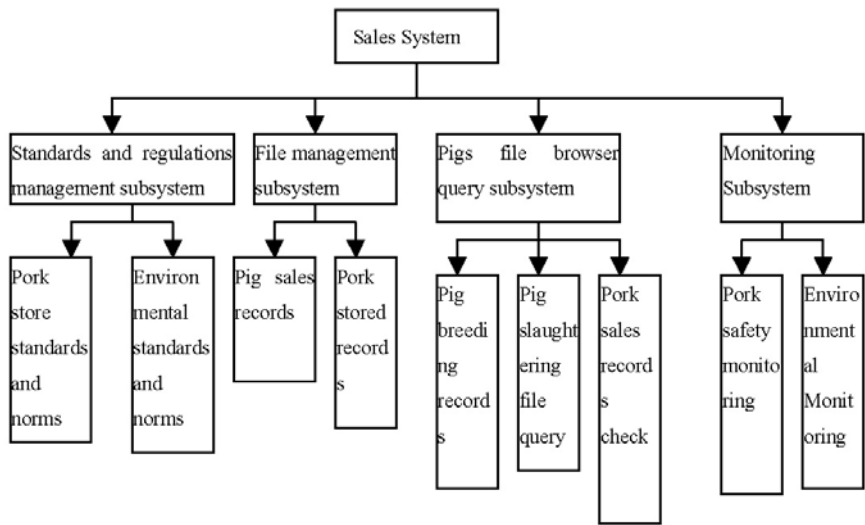 Sales System
Standards and regulations
management subsystem
File management
subsystem
Pigs file browser
query subsystem
Monitoring
Subsystem
Pork
store
standards
and
norms
Environ
mental
standards
and
norms
Pig sales
records
Pork
stored
record
s
Pig
breedi
ng
record
s
Pig
slaught
ering
file
query
Pork
sales
record
s
check
Pork
safety
monito
ring
Enviro
nment
al
Monit
oring